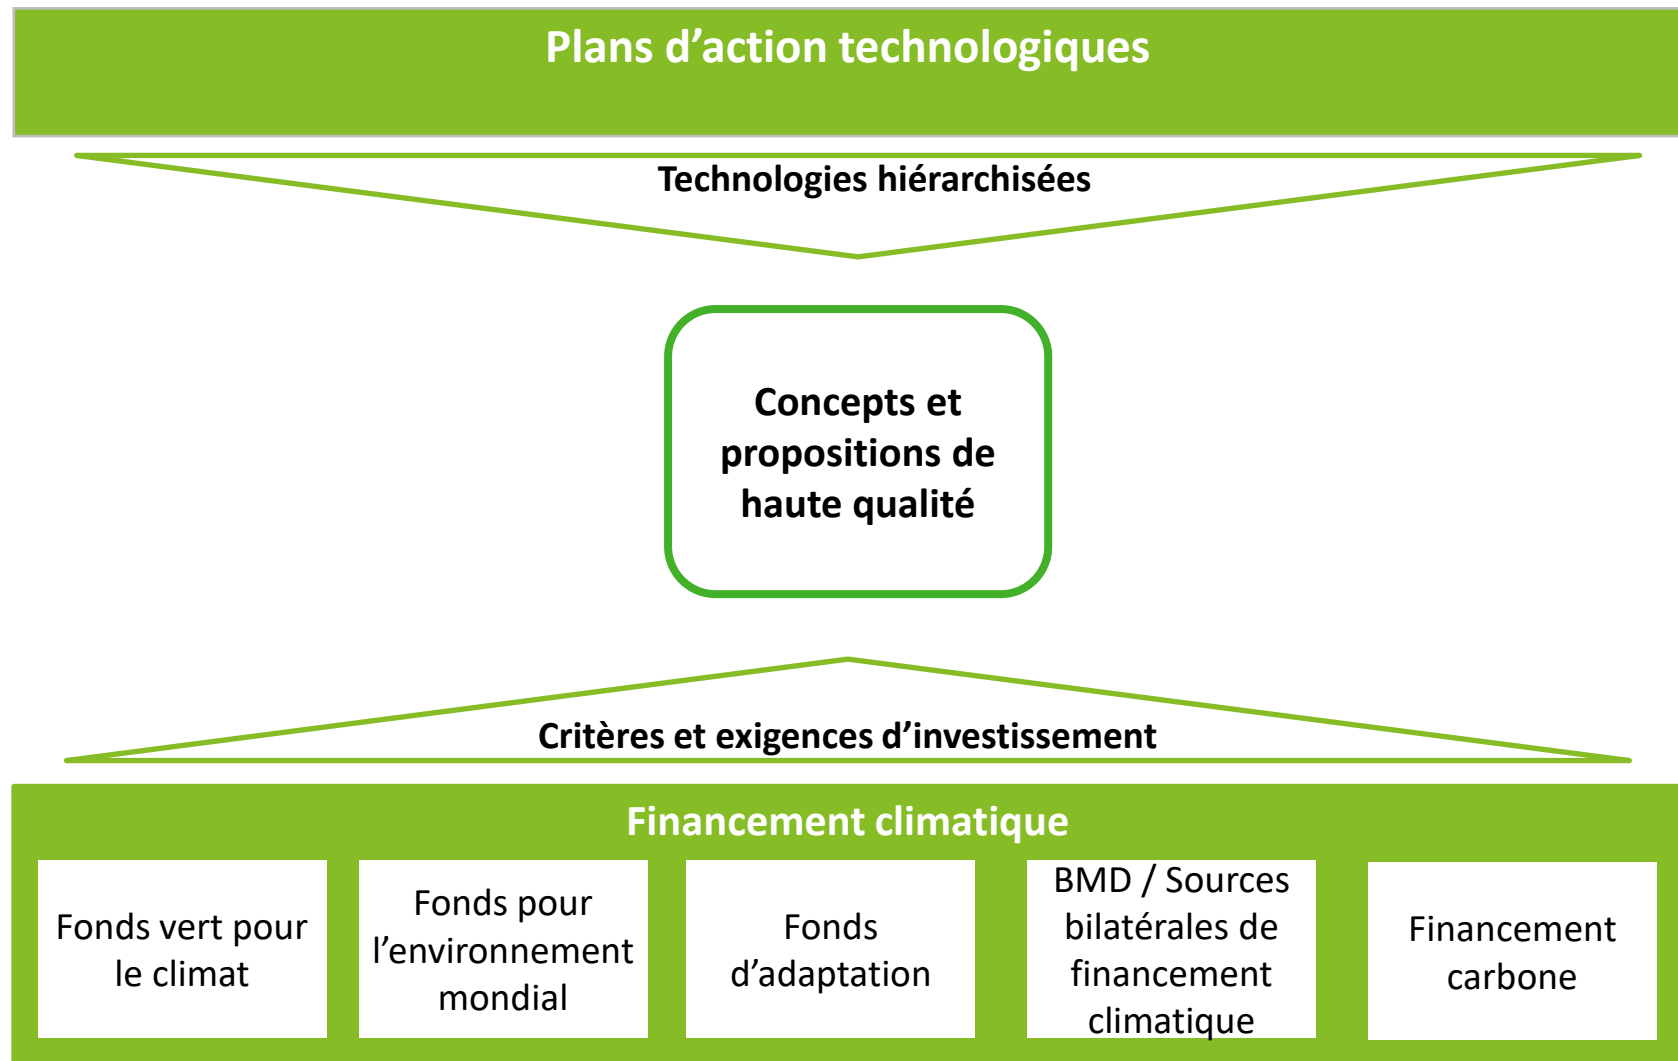 Plans d’action technologiques
Technologies hiérarchisées
Concepts et
propositions de
haute qualité
Critères et exigences d’investissement
Financement climatique
Fonds vert pour
le climat
Fonds pour
l’environnement
mondial
Fonds
d’adaptation
BMD / Sources
bilatérales de
financement
climatique
Financement
carbone